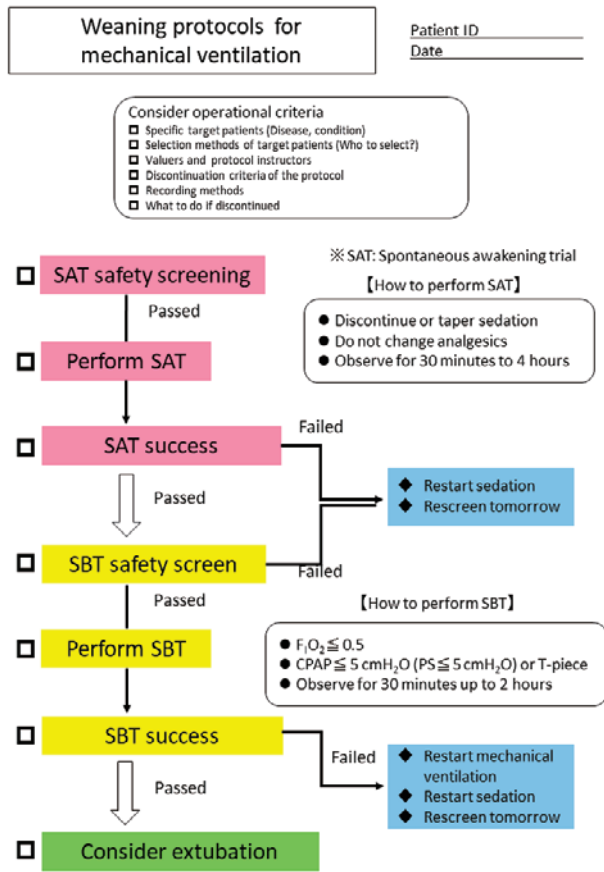 Weaning protocols for
mechanical ventilation
Patient ID
Date
Consider operational criteria
Specific target patients (Disease, condition)
Selection methods of target patients (Who to select?)
Valuers and protocol instructors
Discontinuation criteria of the protocol
Recording methods
What to do if discontinued
※ SAT: Spontaneous awakening trial
SAT safety screening
【How to perform SAT】
Passed
● Discontinue or taper sedation
● Do not change analgesics
● Observe for 30 minutes to 4 hours
Perform SAT
SAT success
Failed
Passed
◆ Restart sedation
◆ Rescreen tomorrow
SBT safety screen
Failed
Passed
【How to perform SBT】
Perform SBT
● FIO2≦ 0.5
● CPAP≦ 5 cmH2O (PS≦ 5 cmH2O) or T-piece
● Observe for 30 minutes up to 2 hours
SBT success
Failed
◆ Restart mechanical
ventilation
◆ Restart sedation
◆ Rescreen tomorrow
Passed
Consider extubation